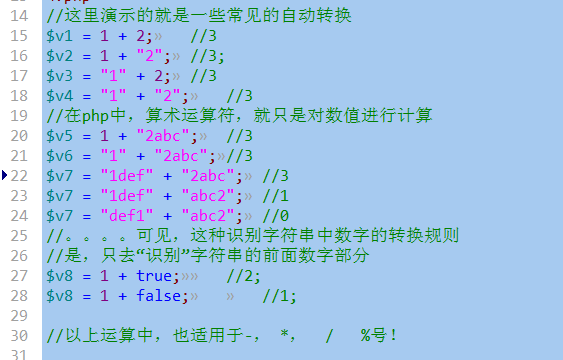 14 //这里演示的就是一些常见的自动转换
15 $v1 = 1 + 2;» //3
16 $v2 = 1 + "2";» //3;
17 $v3 = "1" + 2;» //3
18 $v4 = "1" + "2";» //3
19 //在php中，算术运算符，就只是对数值进行计算
20 $v5 = 1 + "2abc";» //3
21 $v6 = "1" + "2abc";»//3
22 $v7 = "1def" + "2abc";» //3
23 $v7 = "1def" + "abc2";» //1
24 $v7 = "def1" + "abc2";» //0
25 //。。。。可见，这种识别字符串中数字的转换规则
26 //是，只去“识别”字符串的前面数字部分
27 $v8 = 1 + true;»» //2;
28 $v8 = 1 + false;» » //1;
29
30 //以上运算中，也适用于-， *， / %号！
31